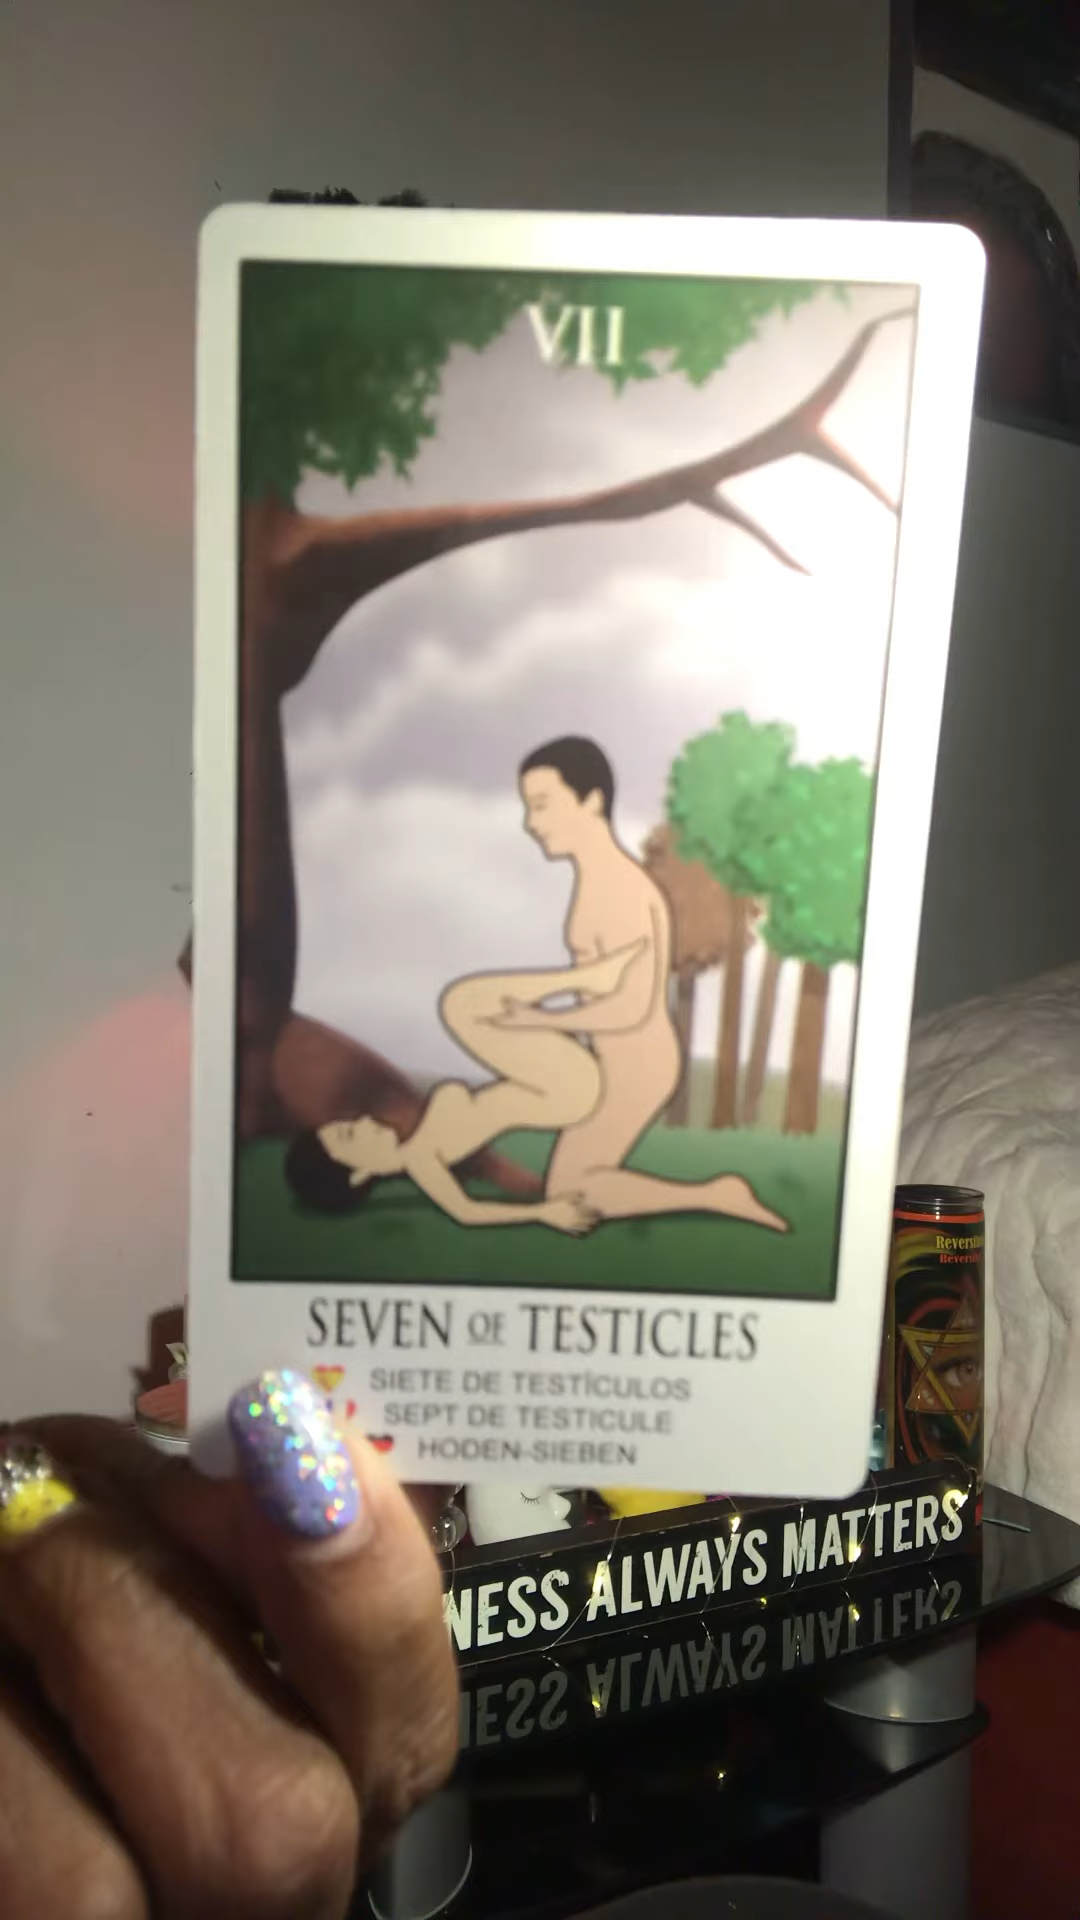 VII
SEVEN OF TESTICLES
SIETE DE TESTÍCULOS
SEPT DE TESTICULE
HODEN-SIEBEN
NESS ALWAYS MATTERS